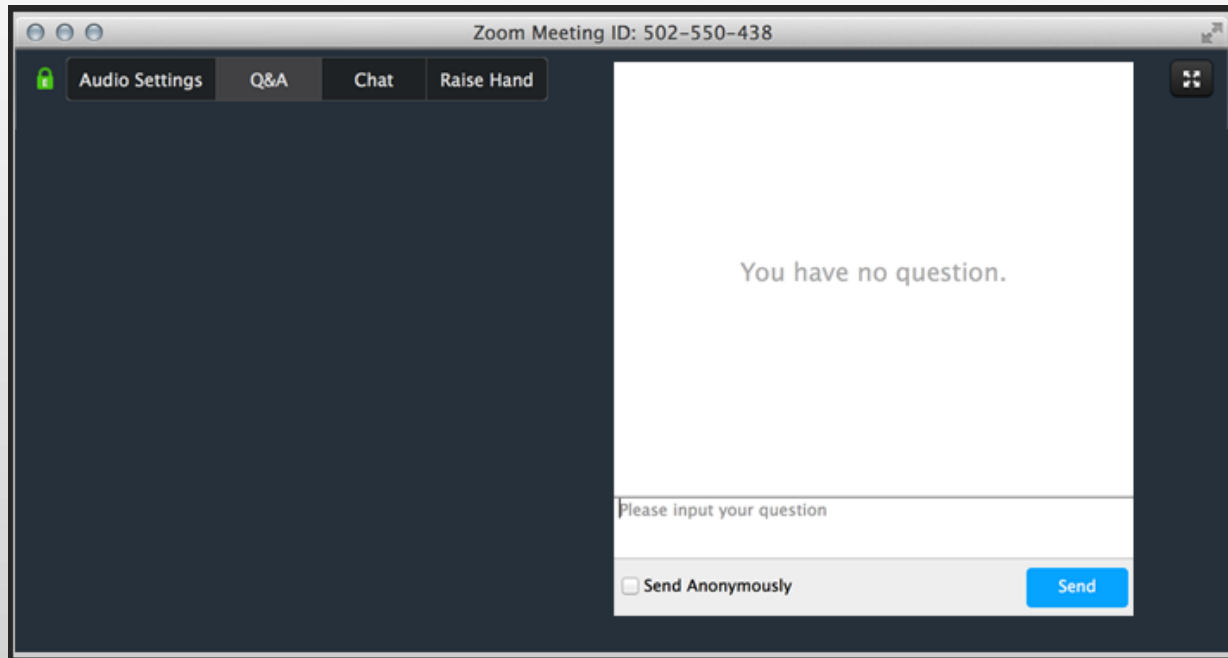 Zoom Meeting ID: 502-550-438
Audio Settings Q&A Chat Raise Hand
You have no question.
Please input your question
Send Anonymously Send